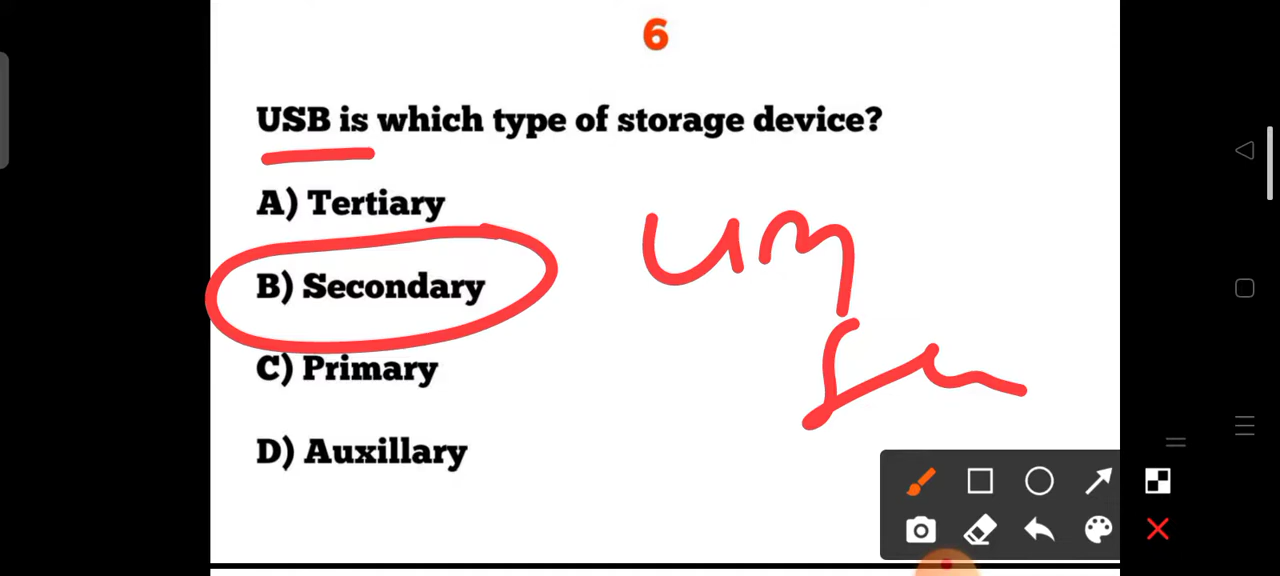 6
USB is which type of storage device?
A) Tertiary
B) Secondary
C) Primary
D) Auxillary